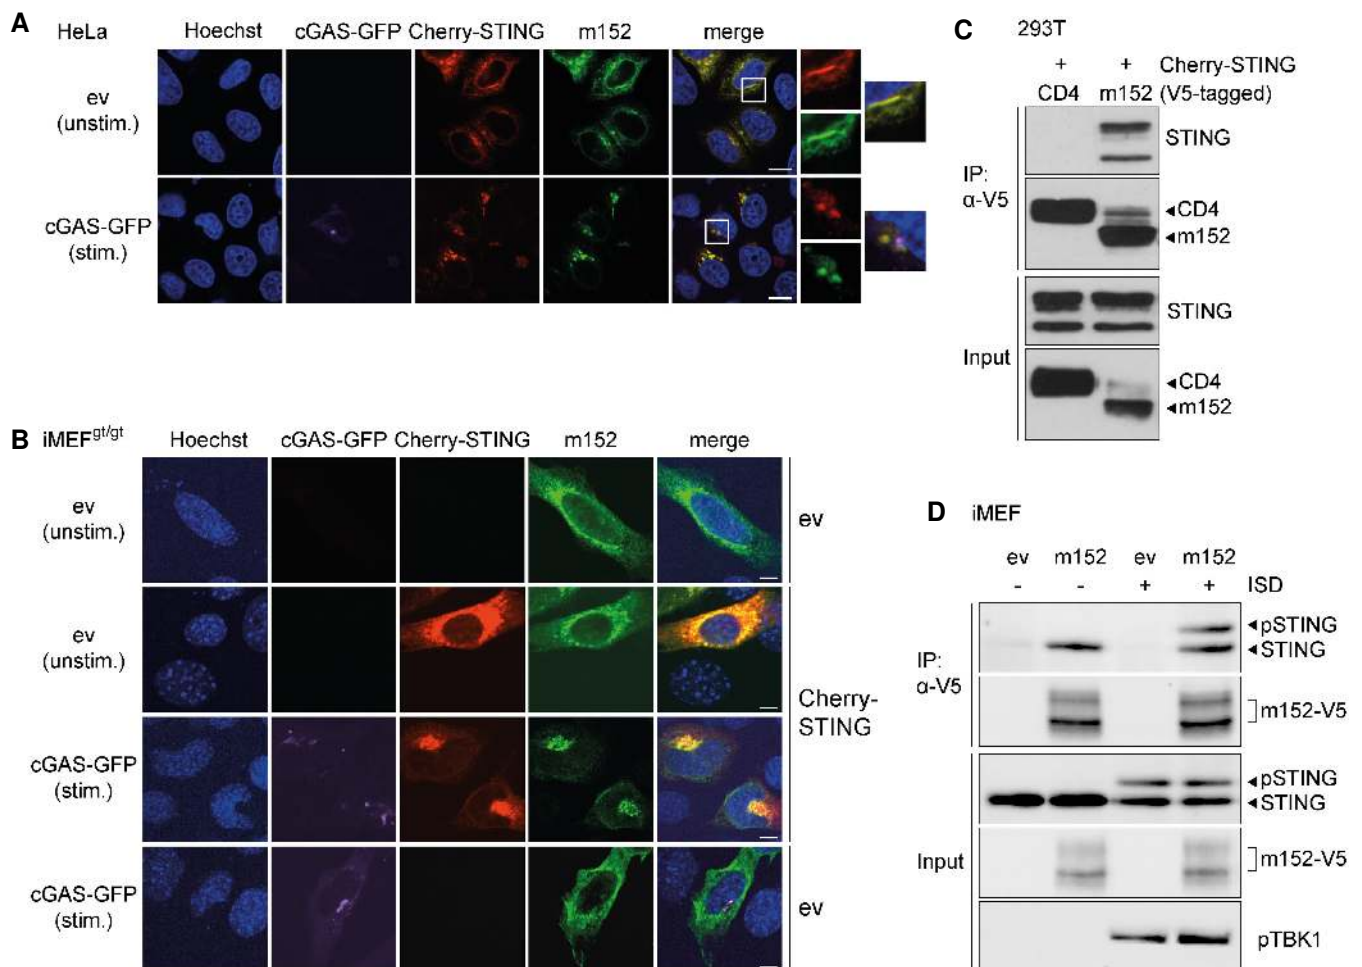 A HeLa
Hoechst cGAS-GFP Cherry-STING m152 merge
ev
(unstim.)
cGAS-GFP
(stim.)
B iMEFgt/gt
Hoechst cGAS-GFP Cherry-STING m152 merge
ev
(unstim.)
ev
ev
(unstim.)
Cherry-
STING
cGAS-GFP
(stim.)
cGAS-GFP
(stim.)
ev
C 293T
+ + Cherry-STING
CD4 m152 (V5-tagged)
IP:
α-V5
STING
◄CD4
◄m152
Input
STING
◄CD4
◄m152
D iMEF
ev m152 ev m152
- - + + ISD
IP:
α-V5
◄pSTING
◄STING
m152-V5
Input
◄pSTING
◄STING
m152-V5
pTBK1